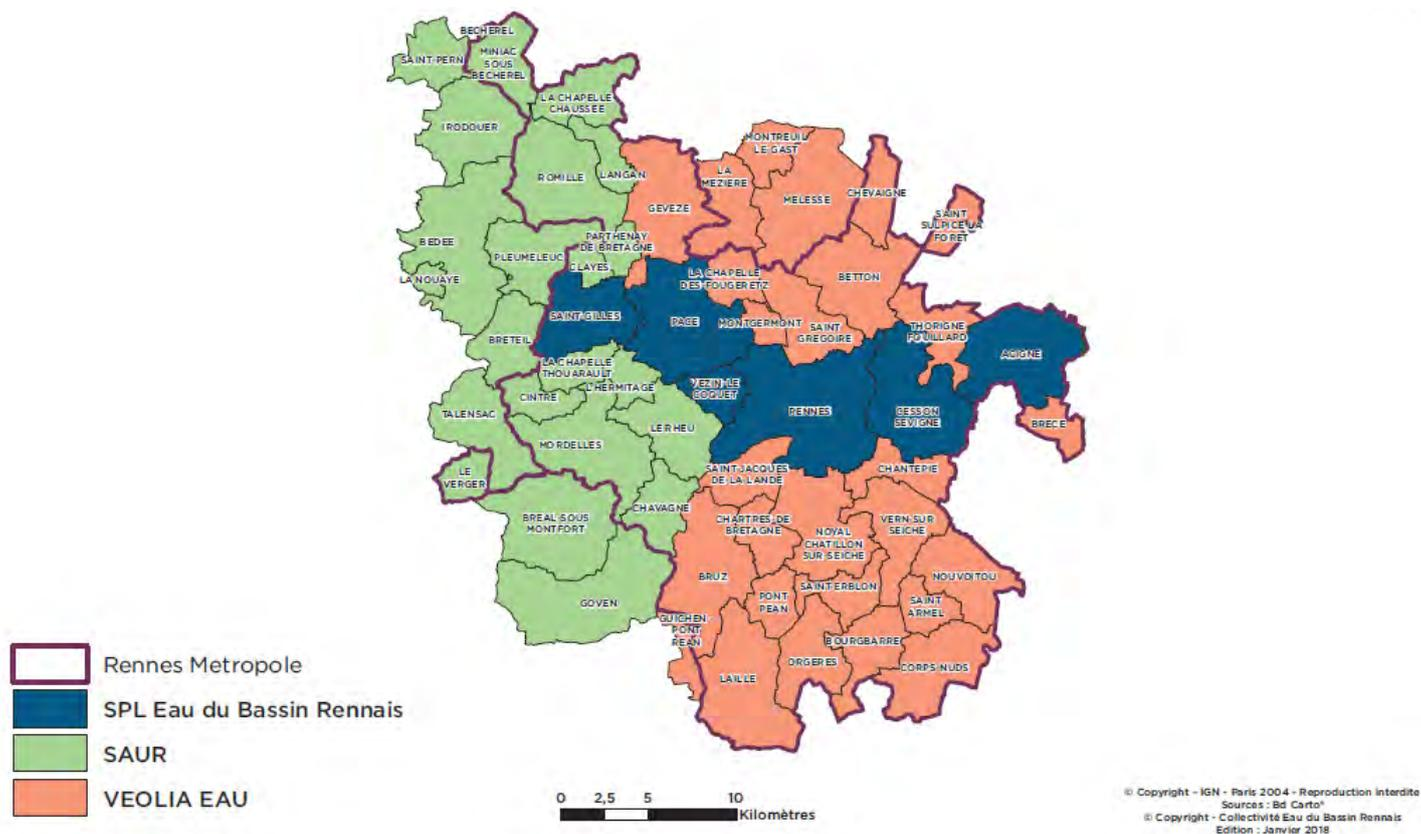 BECHEREL
SAINT-PERN
MINIAC
SOUS
BECHEREL
LA CHAPELLE
CHAUSSEE
IRODOUER
MONTREUIL
LE GAST
LA
MEZIERE
ROMILLE
LANGAN
MELESSE
CHEVAIGNE
GEVEZE
SAINT
SULPICE LA
FORET
PARTHENAY
DE BRETAGNE
BEDEE
PLEUMELEUC
CLAYES
LA NOUAYE
LA CHAPELLE
DES-FOUGERETZ
BETTON
SAINT-GILLES
PACE
MONTGERMONT
SAINT
GREGOIRE
THORIGNE
FOUILLARD
BRETEIL
ACIGNE
LA CHAPELLE
THOUARAULT
L'HERMITAGE
VEZIN-LE
COQUET
CINTRE
TALENSAC
RENNES
CESSON
SEVIGNE
BRECE
LE RHEU
MORDELLES
LE
VERGER
SAINT-JACQUES
DE-LA-LANDE
CHANTEPIE
CHAVAGNE
BREAL-SOUS
MONTFORT
CHARTRES-DE
BRETAGNE
NOYAL
CHATILLON
SUR-SEICHE
VERN-SUR
SEICHE
BRUZ
NOUVOITOU
SAINT-ERBLON
PONT
PEAN
SAINT
ARMEL
GOVEN
GUICHEN
PONT
REAN
BOURGBARRE
ORGERES
CORPS-NUDS
LAILLE
Rennes Metropole
SPL Eau du Bassin Rennais
SAUR
VEOLIA EAU
0 2,5 5 10
Kilomètres
© Copyright - IGN - Paris 2004 - Reproduction interdite
Sources : Bd Carto®
© Copyright - Collectivité Eau du Bassin Rennais
Edition : Janvier 2018